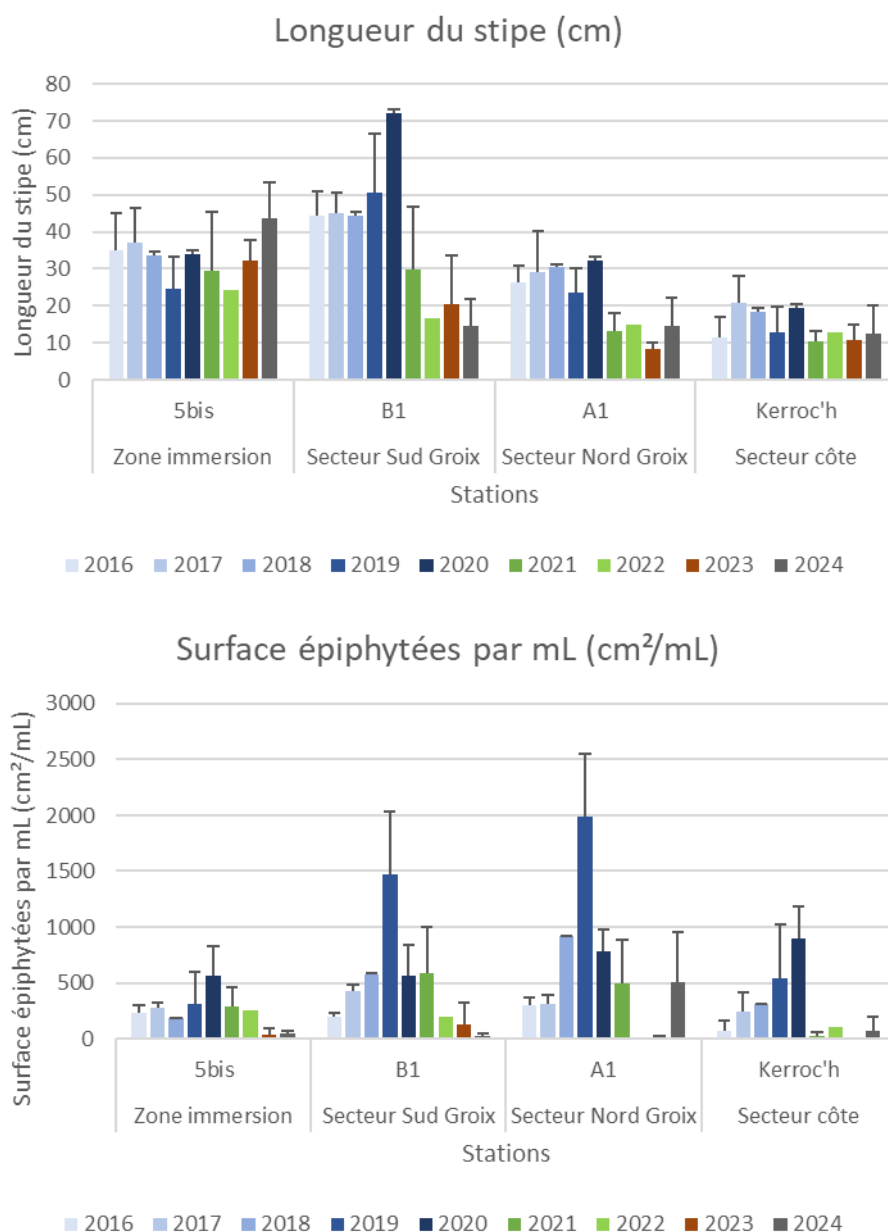 Longueur du stipe (cm)
Longueur du stipe (cm)
80
70
60
50
40
30
20
10
0
5bis B1 A1 Kerroc'h
Zone immersion Secteur Sud Groix Secteur Nord Groix Secteur côte
Stations
2016 2017 2018 2019 2020 2021 2022 2023 2024
Surface épiphytées par mL (cm²/mL)
Surface épiphytées par mL (cm²/mL)
3000
2500
2000
1500
1000
500
0
5bis B1 A1 Kerroc'h
Zone immersion Secteur Sud Groix Secteur Nord Groix Secteur côte
Stations
2016 2017 2018 2019 2020 2021 2022 2023 2024